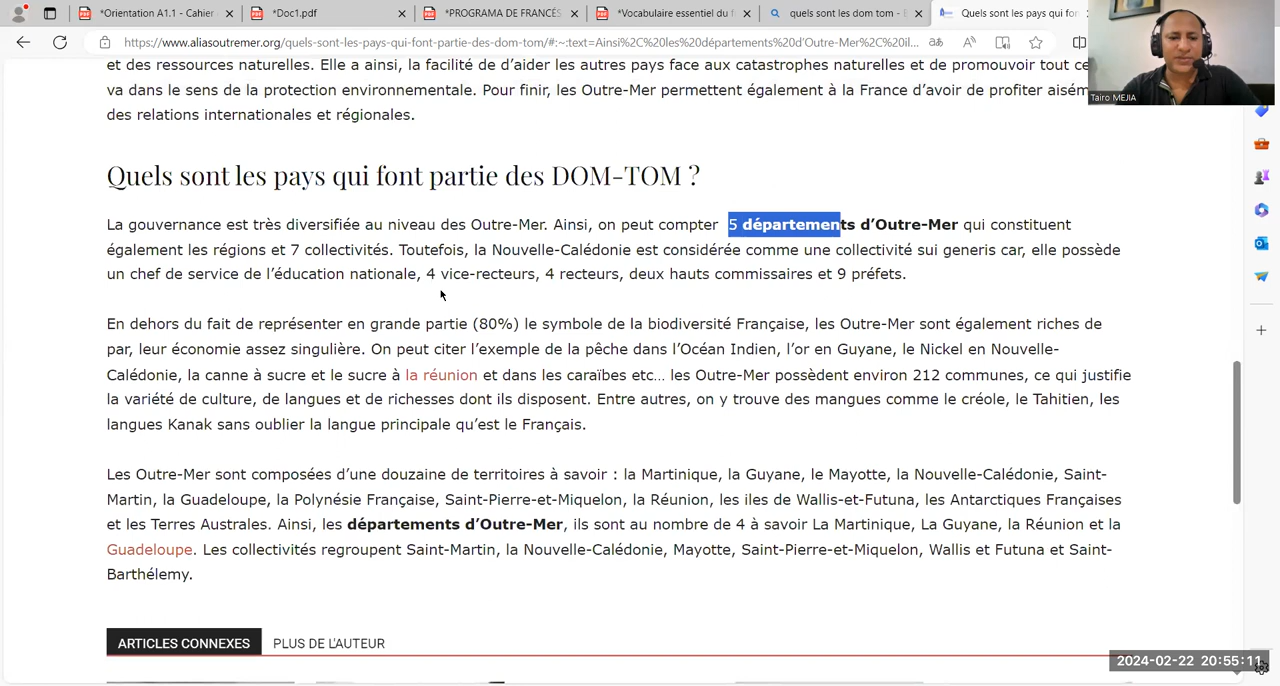 *Orientation A1.1 - Cahier
*Doc1.pdf
*PROGRAMA DE FRANCÉS
*Vocabulaire essentiel du f
quels sont les dom tom - B
Quels sont les pays qui fon
https://www.aliasoutremer.org/quels-sont-les-pays-qui-font-partie-des-dom-tom/#:~:text=Ainsi%2C%20les%20départements%20d'Outre-Mer%2C%20il...
Tairo MEJIA
et des ressources naturelles. Elle a ainsi, la facilité de d'aider les autres pays face aux catastrophes naturelles et de promouvoir tout ce
va dans le sens de la protection environnementale. Pour finir, les Outre-Mer permettent également à la France d'avoir de profiter aisém
des relations internationales et régionales.
Quels sont les pays qui font partie des DOM-TOM ?
La gouvernance est très diversifiée au niveau des Outre-Mer. Ainsi, on peut compter 5 départements d'Outre-Mer qui constituent
également les régions et 7 collectivités. Toutefois, la Nouvelle-Calédonie est considérée comme une collectivité sui generis car, elle possède
un chef de service de l'éducation nationale, 4 vice-recteurs, 4 recteurs, deux hauts commissaires et 9 préfets.
En dehors du fait de représenter en grande partie (80%) le symbole de la biodiversité Française, les Outre-Mer sont également riches de
par, leur économie assez singulière. On peut citer l'exemple de la pêche dans l'Océan Indien, l'or en Guyane, le Nickel en Nouvelle-
Calédonie, la canne à sucre et le sucre à la réunion et dans les caraïbes etc… les Outre-Mer possèdent environ 212 communes, ce qui justifie
la variété de culture, de langues et de richesses dont ils disposent. Entre autres, on y trouve des mangues comme le créole, le Tahitien, les
langues Kanak sans oublier la langue principale qu'est le Français.
Les Outre-Mer sont composées d'une douzaine de territoires à savoir : la Martinique, la Guyane, le Mayotte, la Nouvelle-Calédonie, Saint-
Martin, la Guadeloupe, la Polynésie Française, Saint-Pierre-et-Miquelon, la Réunion, les iles de Wallis-et-Futuna, les Antarctiques Françaises
et les Terres Australes. Ainsi, les départements d'Outre-Mer, ils sont au nombre de 4 à savoir La Martinique, La Guyane, la Réunion et la
Guadeloupe. Les collectivités regroupent Saint-Martin, la Nouvelle-Calédonie, Mayotte, Saint-Pierre-et-Miquelon, Wallis et Futuna et Saint-
Barthélemy.
ARTICLES CONNEXES PLUS DE L'AUTEUR
2024-02-22 20:55:11